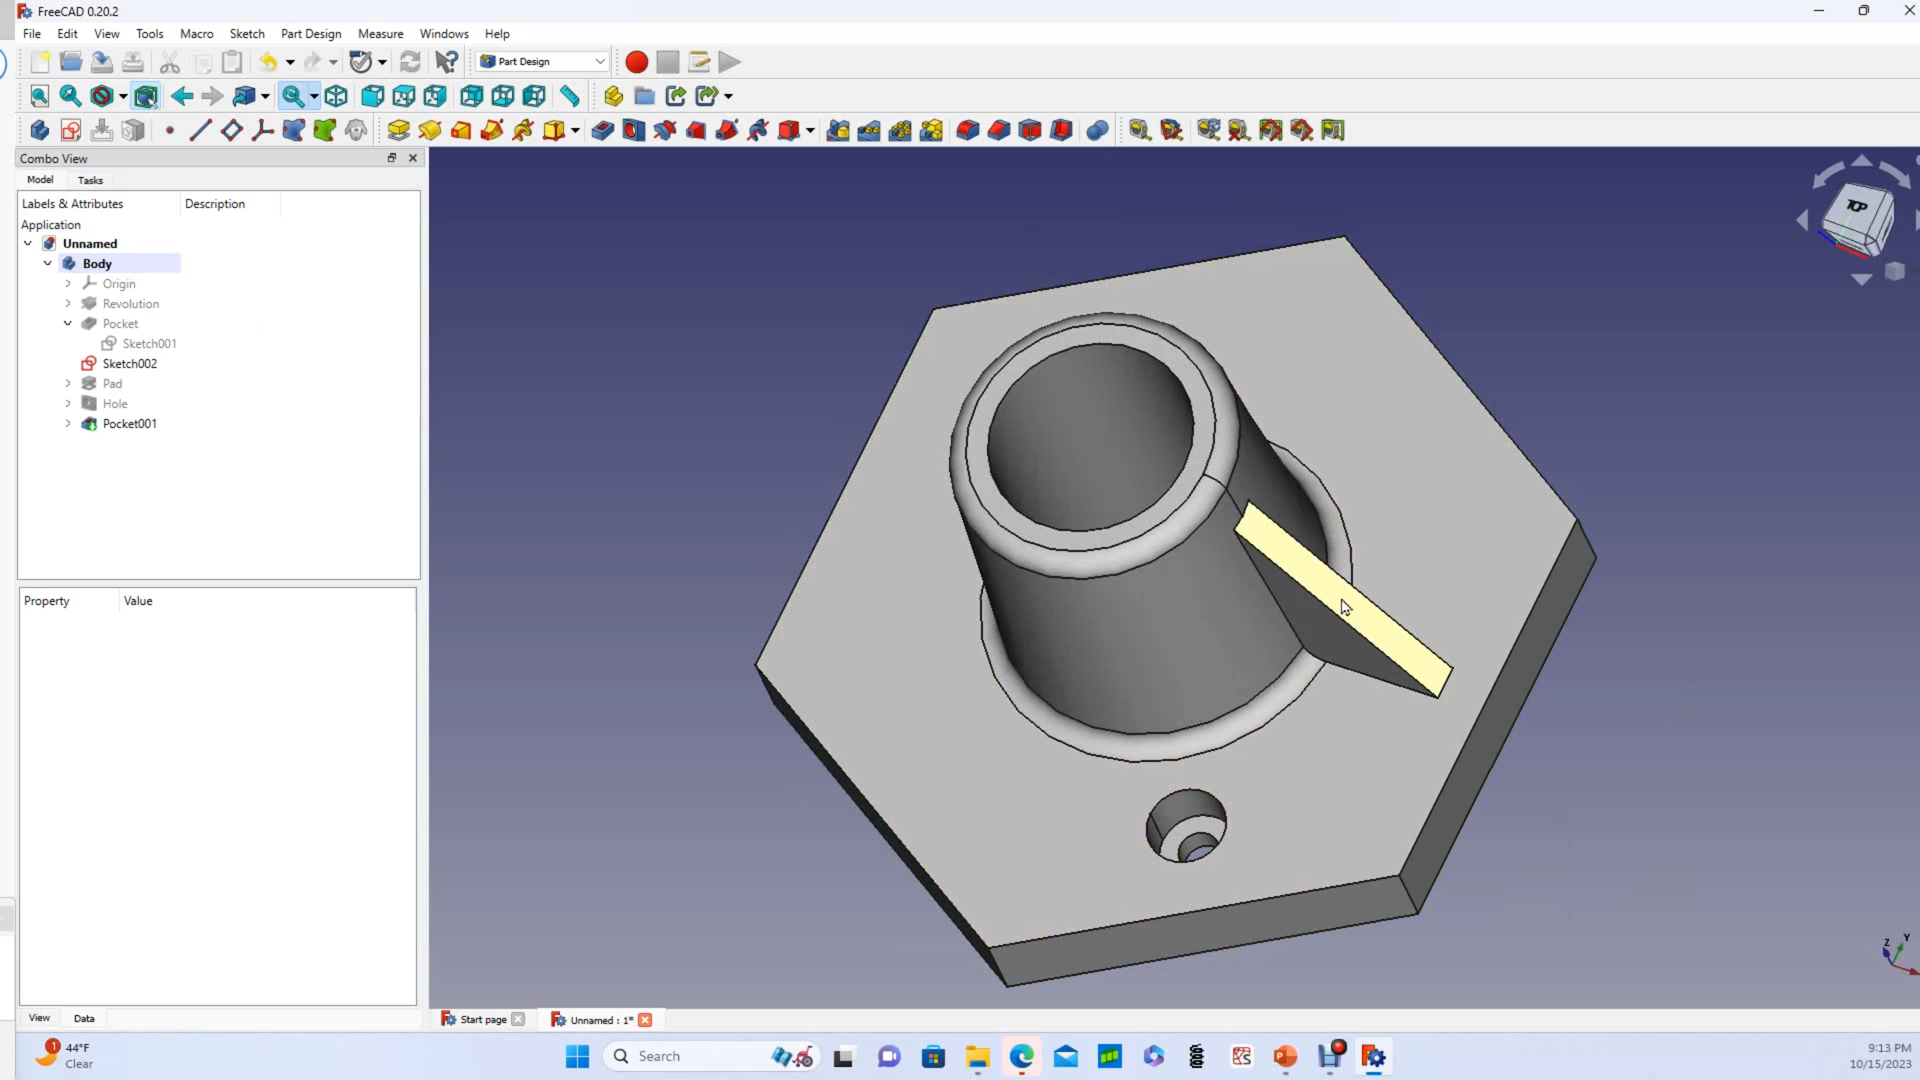 FreeCAD 0.20.2
File Edit View Tools Macro Sketch Part Design Measure Windows Help
Part Design
Combo View
Model Tasks
Labels & Attributes Description
Application
Unnamed
Body
Origin
Revolution
Pocket
Sketch001
Sketch002
Pad
Hole
Pocket001
Property Value
View Data
TOP
Z Y
Start page Unnamed : 1*
1
44°F
Clear
Search
9:13 PM
10/15/2023